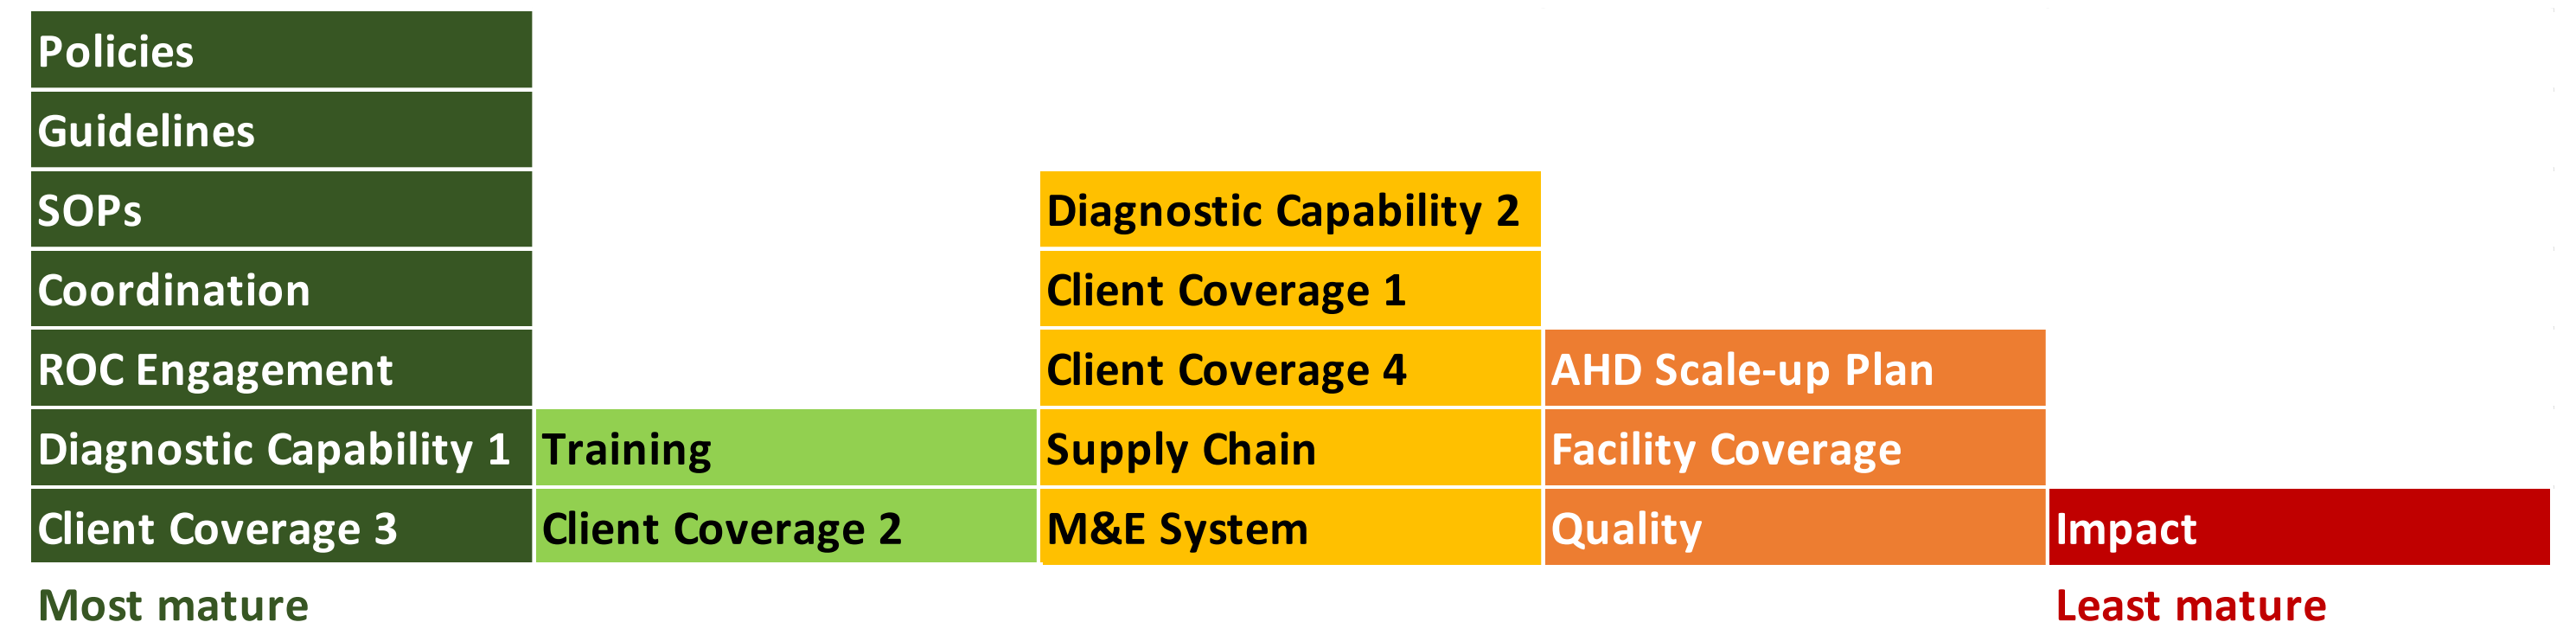 Policies
Guidelines
SOPs
Diagnostic Capability 2
Coordination
Client Coverage 1
ROC Engagement
Client Coverage 4
AHD Scale-up Plan
Diagnostic Capability 1
Training
Supply Chain
Facility Coverage
Client Coverage 3
Client Coverage 2
M&E System
Quality
Impact
Most mature
Least mature